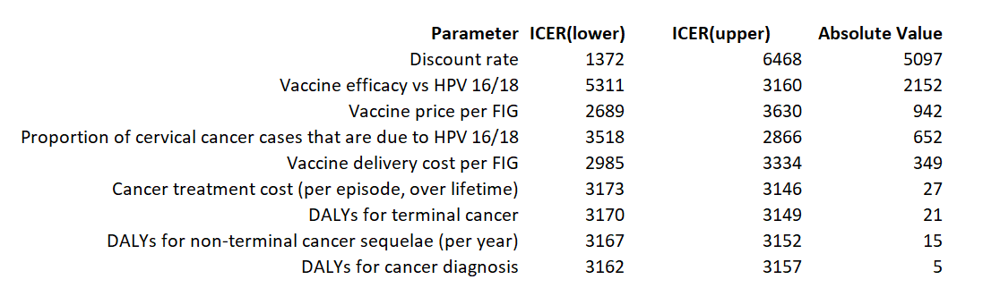 Parameter ICER(lower) ICER(upper) Absolute Value
Discount rate 1372 6468 5097
Vaccine efficacy vs HPV 16/18 5311 3160 2152
Vaccine price per FIG 2689 3630 942
Proportion of cervical cancer cases that are due to HPV 16/18 3518 2866 652
Vaccine delivery cost per FIG 2985 3334 349
Cancer treatment cost (per episode, over lifetime) 3173 3146 27
DALYs for terminal cancer 3170 3149 21
DALYs for non-terminal cancer sequelae (per year) 3167 3152 15
DALYs for cancer diagnosis 3162 3157 5